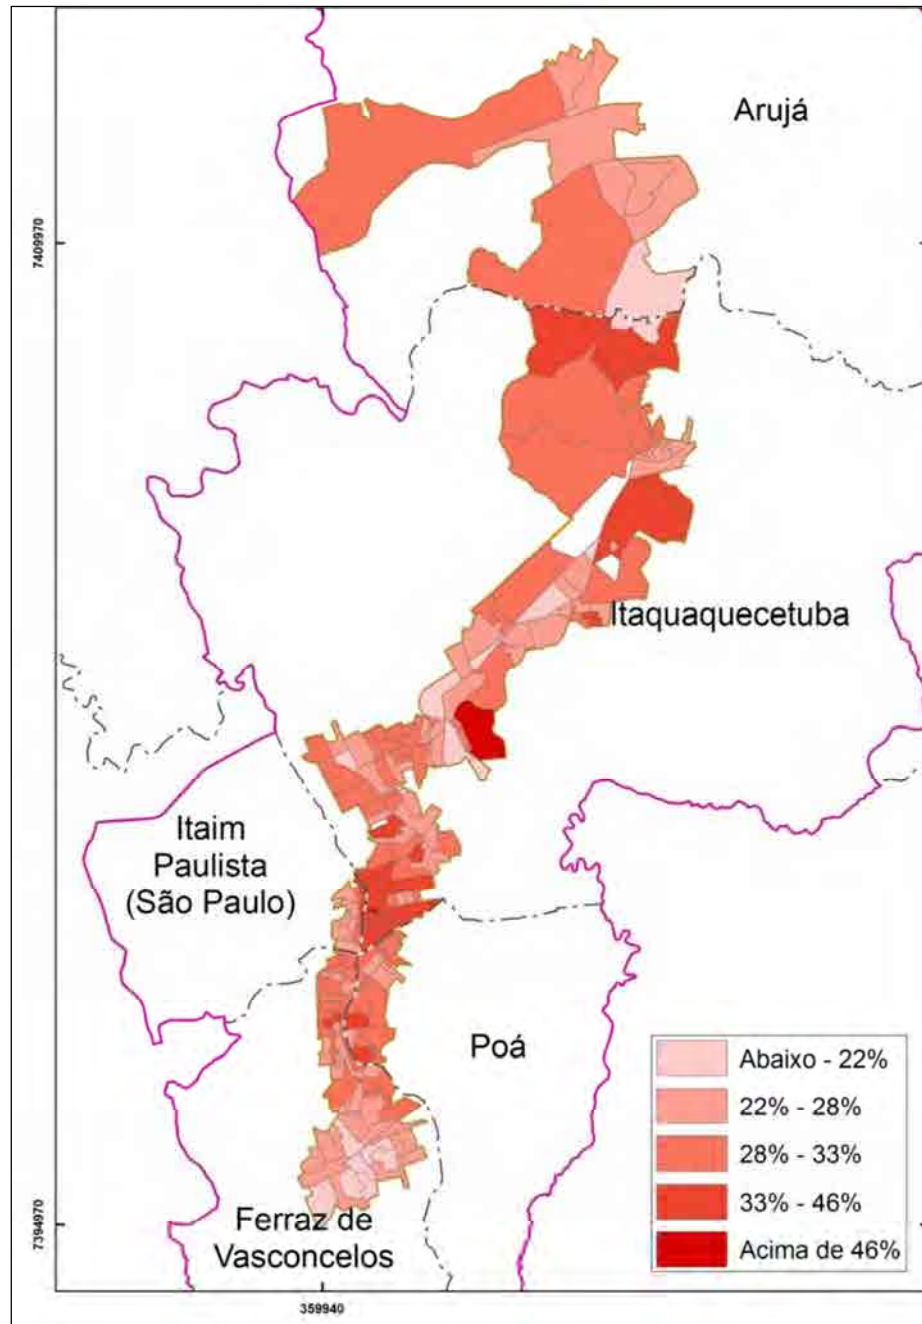 Arujá
7409970
Itaquaquecetuba
Itaim
Paulista
(São Paulo)
Poá
Abaixo - 22%
22% - 28%
28% - 33%
33% - 46%
Acima de 46%
Ferraz de
Vasconcelos
7394970
359940